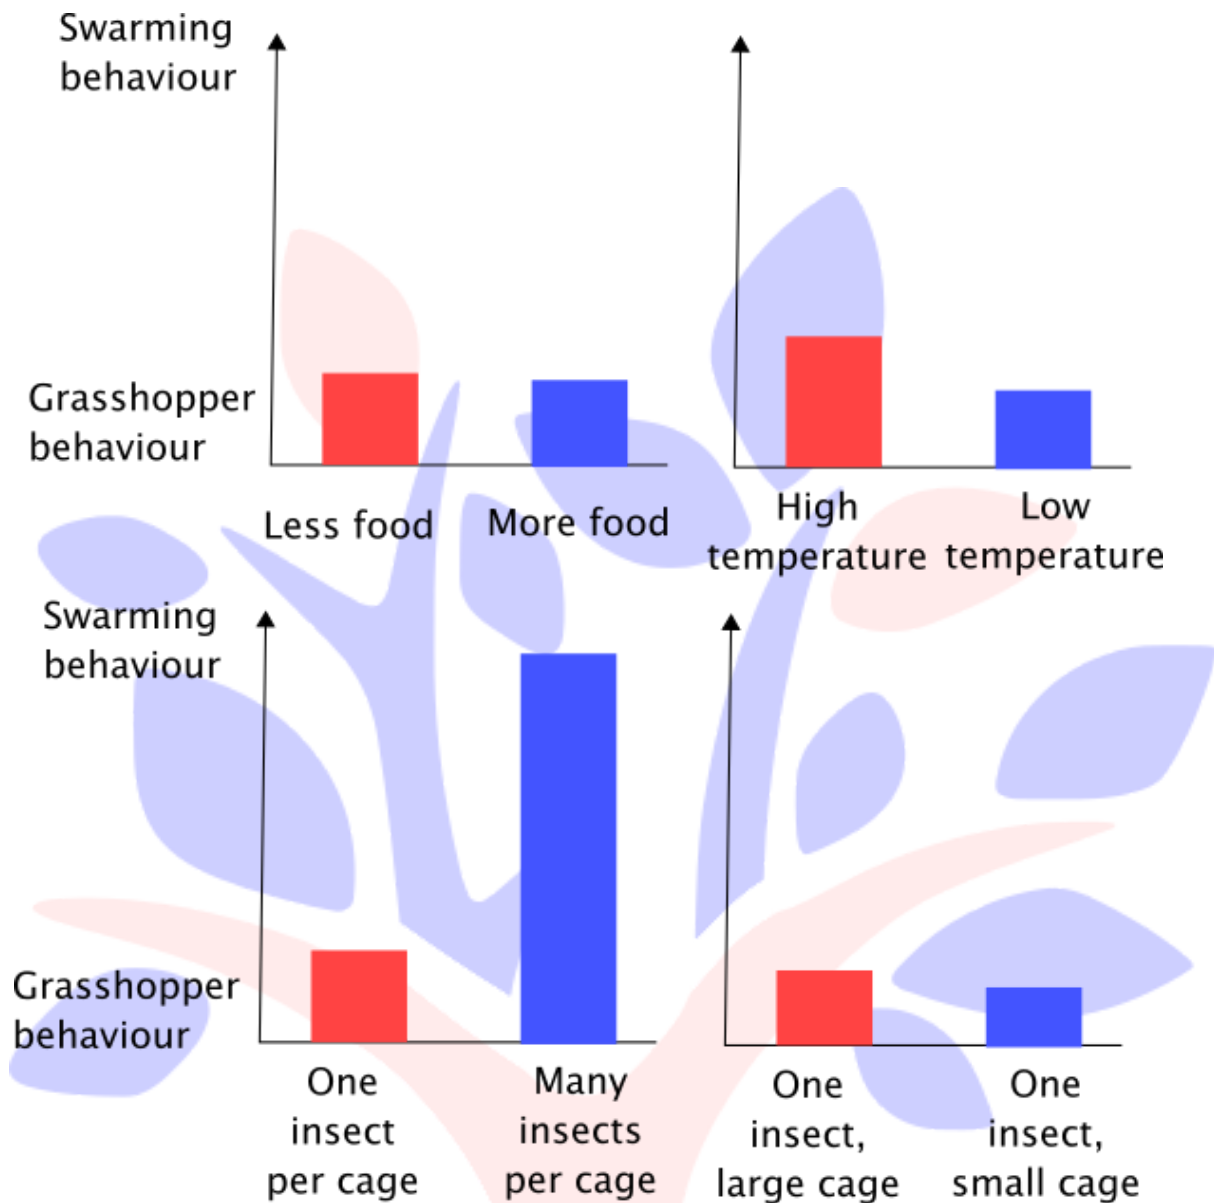 Swarming
behaviour
Grasshopper
behaviour
Less food
More food
High
temperature
Low
temperature
Swarming
behaviour
Grasshopper
behaviour
One
insect
per cage
Many
insects
per cage
One
insect,
large cage
One
insect,
small cage